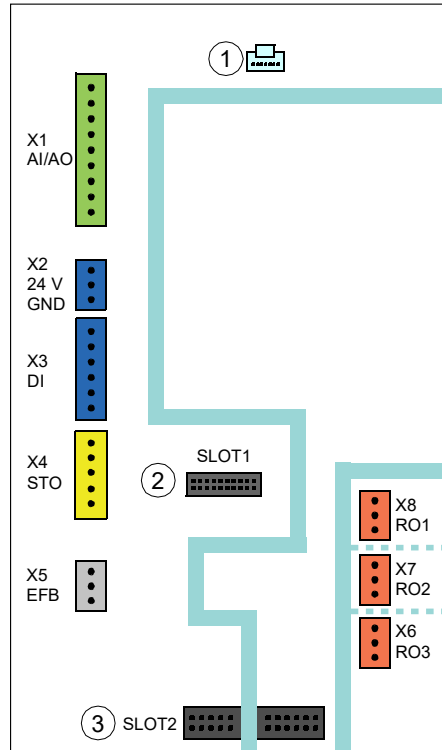 1
X1
AI/AO
X2
24 V
GND
X3
DI
X4
STO
SLOT1
2
X8
RO1
X5
EFB
X7
RO2
X6
RO3
3 SLOT2